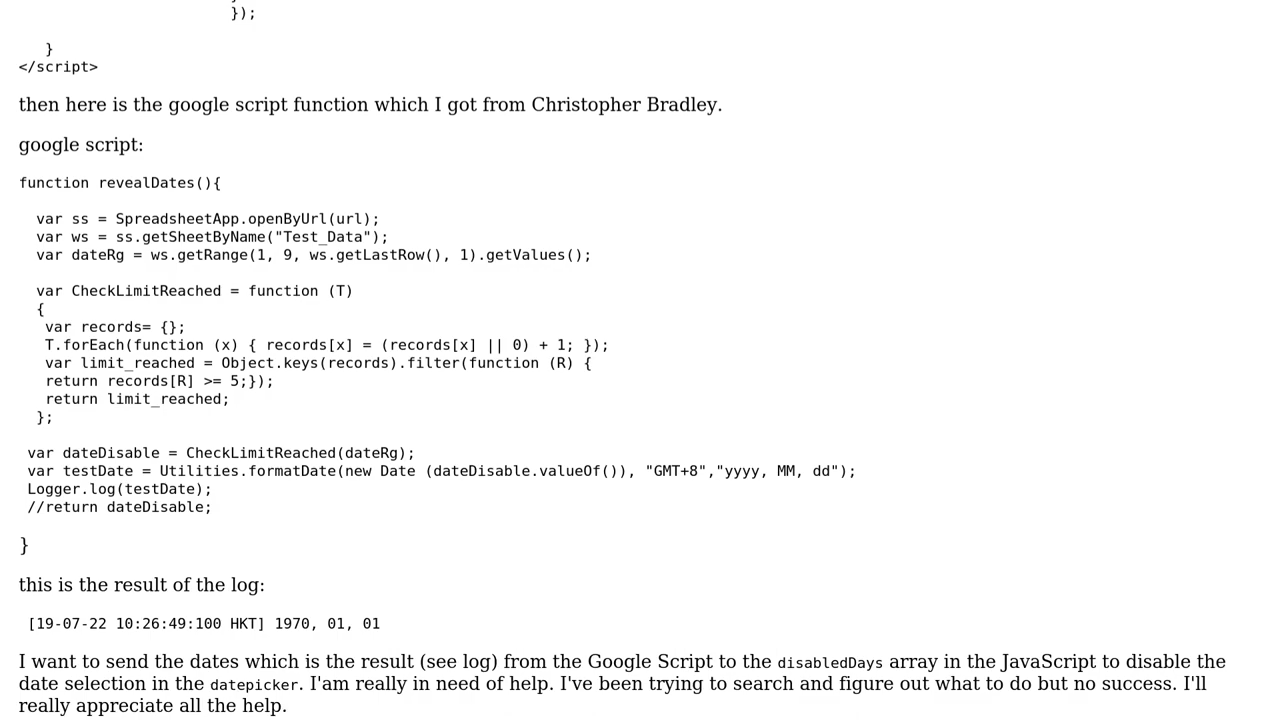 });
}
</script>
then here is the google script function which I got from Christopher Bradley.
google script:
function revealDates(){
var ss = SpreadsheetApp.openByUrl(url);
var ws = ss.getSheetByName("Test_Data");
var dateRg = ws.getRange(1, 9, ws.getLastRow(), 1).getValues();
var CheckLimitReached = function (T)
{
var records= {};
T.forEach(function (x) { records[x] = (records[x] || 0) + 1; });
var limit_reached = Object.keys(records).filter(function (R) {
return records[R] >= 5;});
return limit_reached;
};
var dateDisable = CheckLimitReached(dateRg);
var testDate = Utilities.formatDate(new Date (dateDisable.valueOf()), "GMT+8","yyyy, MM, dd");
Logger.log(testDate);
//return dateDisable;
}
this is the result of the log:
[19-07-22 10:26:49:100 HKT] 1970, 01, 01
I want to send the dates which is the result (see log) from the Google Script to the disabledDays array in the JavaScript to disable the
date selection in the datepicker. I'am really in need of help. I've been trying to search and figure out what to do but no success. I'll
really appreciate all the help.